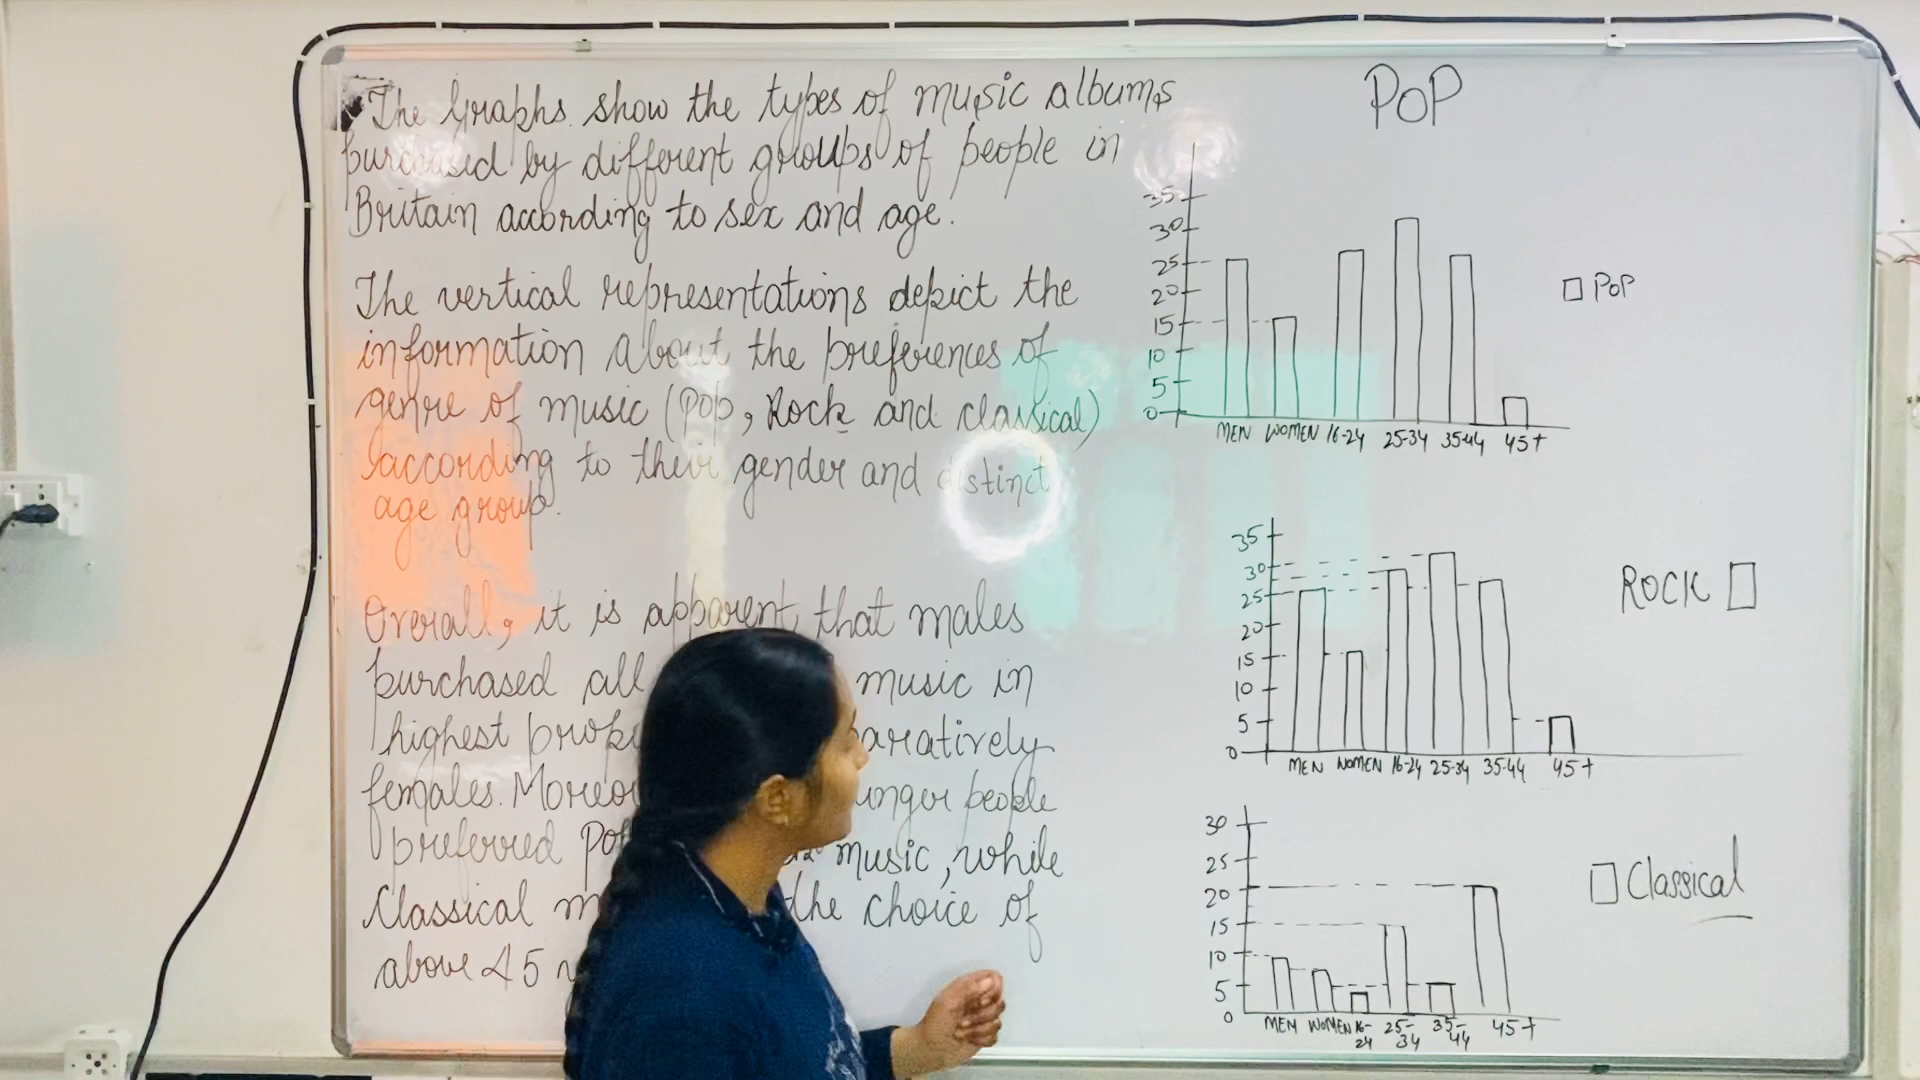 The Graphs show the types of music albums
purchased by different groups of people in
Britain according to sex and age.
The vertical representations depict the
information about the preferences of
genre of music (Pop, Rock and classical)
according to their gender and distinct
age group.
Overall, it is apparent that males
purchased all music in
highest
females. people
preferred music, while
Classical the choice of
above 45
POP
35
30
25
20
15
10
5
0
MEN WOMEN 16-24 25-34 35-44 45+
POP
35
30
25
20
15
10
5
0
MEN WOMEN 16-24 25-34 35-44 45+
ROCK
30
25
20
15
10
5
0
MEN WOMEN 16-24 25-34 35-44 45+
Classical